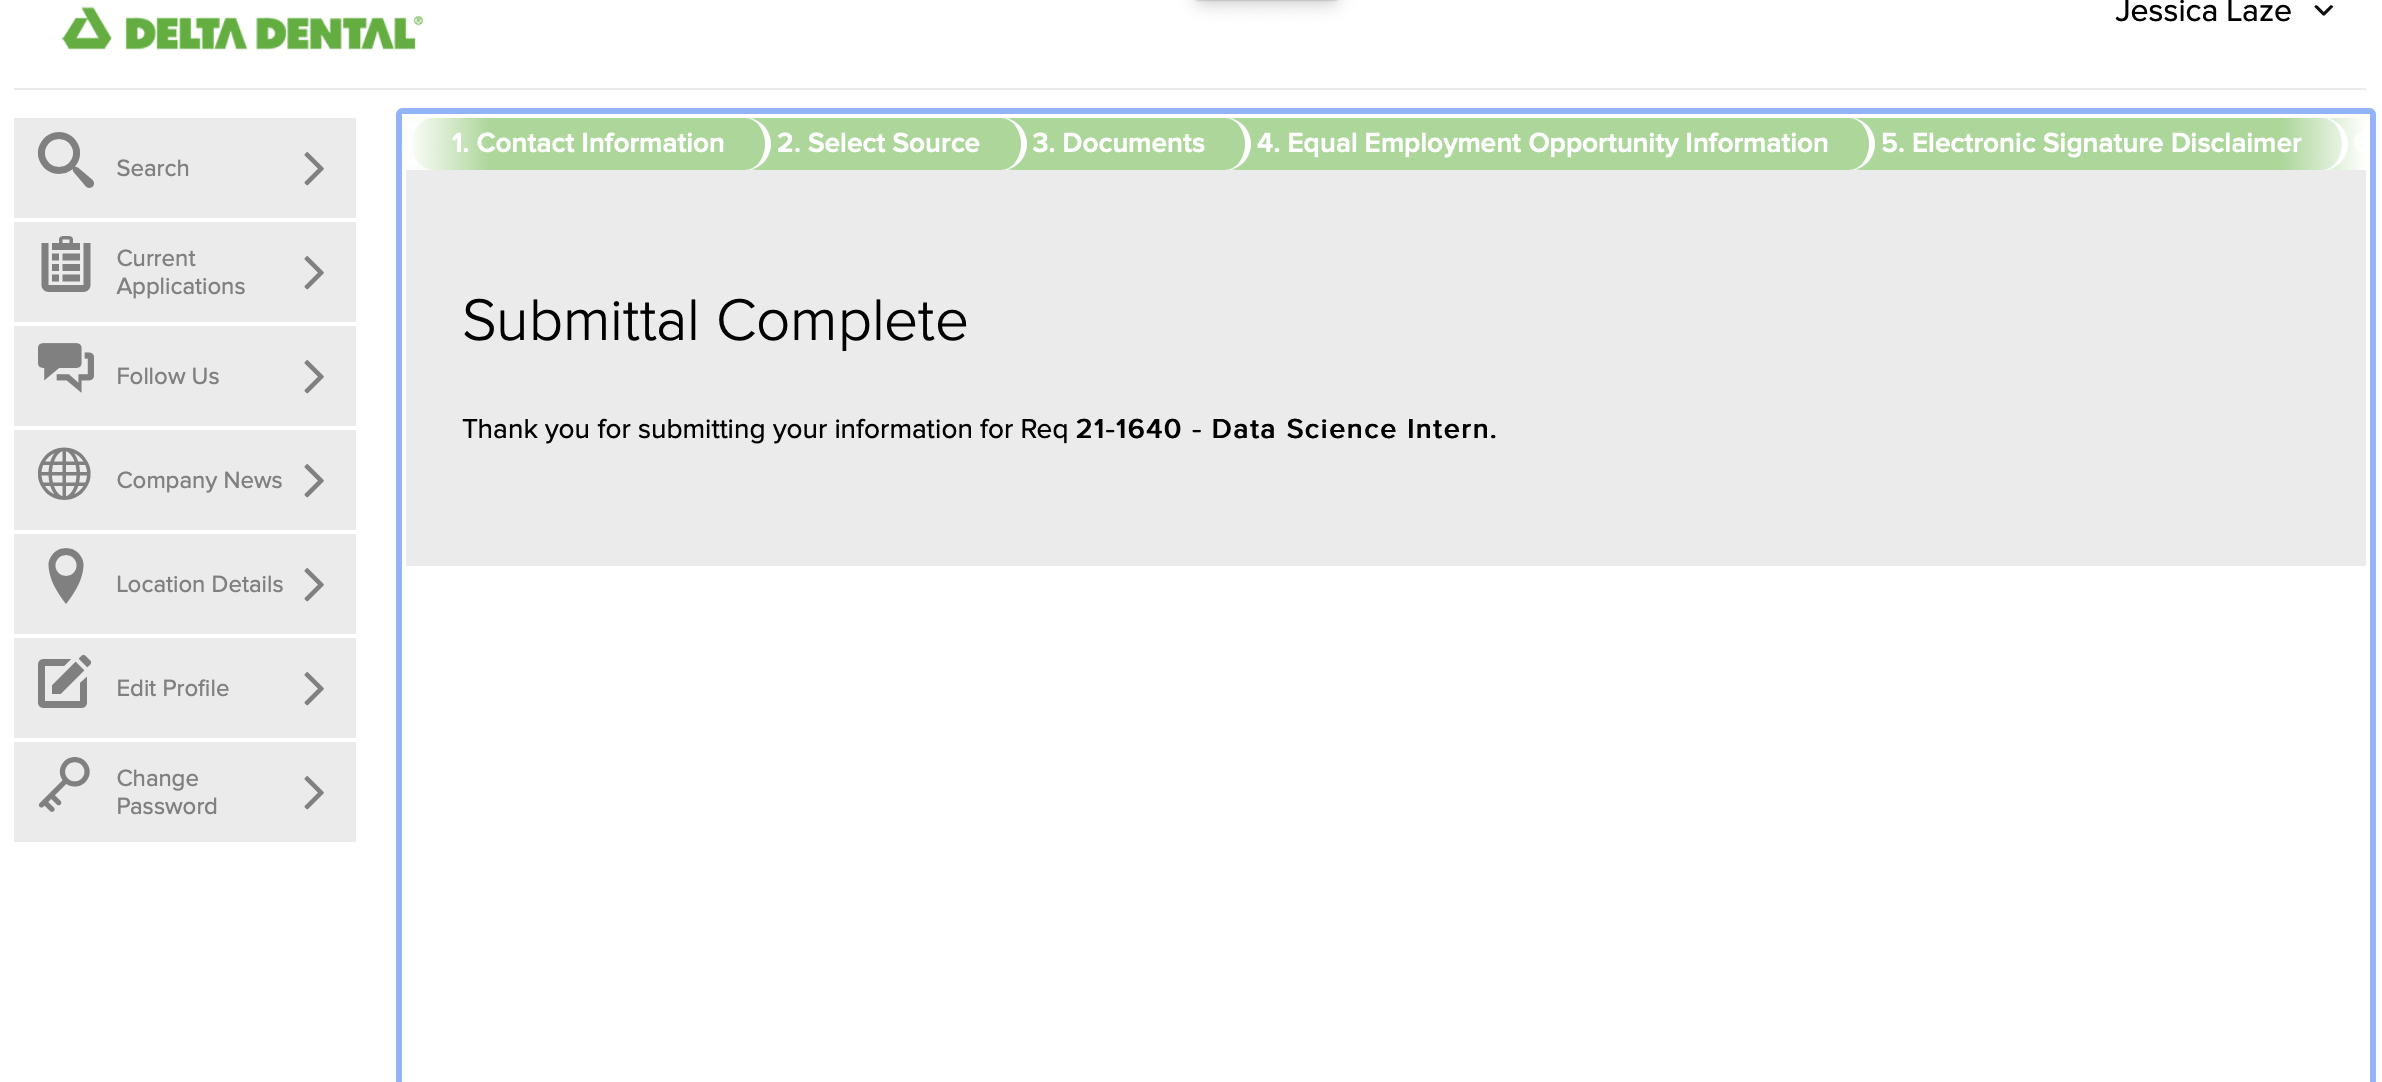 DELTA DENTAL®
Jessica Laze
Search
Current
Applications
Follow Us
Company News
Location Details
Edit Profile
Change
Password
1. Contact Information
2. Select Source
3. Documents
4. Equal Employment Opportunity Information
5. Electronic Signature Disclaimer
Submittal Complete
Thank you for submitting your information for Req 21-1640 - Data Science Intern.